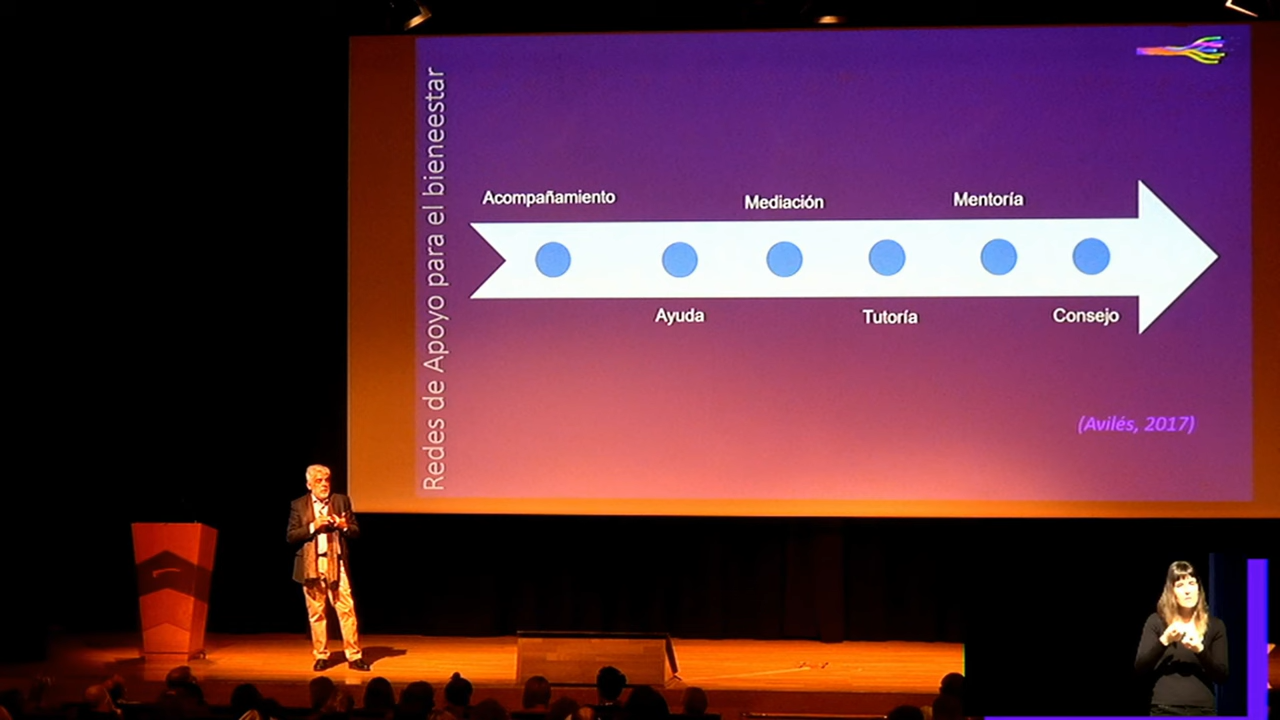 Redes de Apoyo para el bieneestar
Acompañamiento
Mediación
Mentoría
Ayuda
Tutoría
Consejo
(Avilés, 2017)